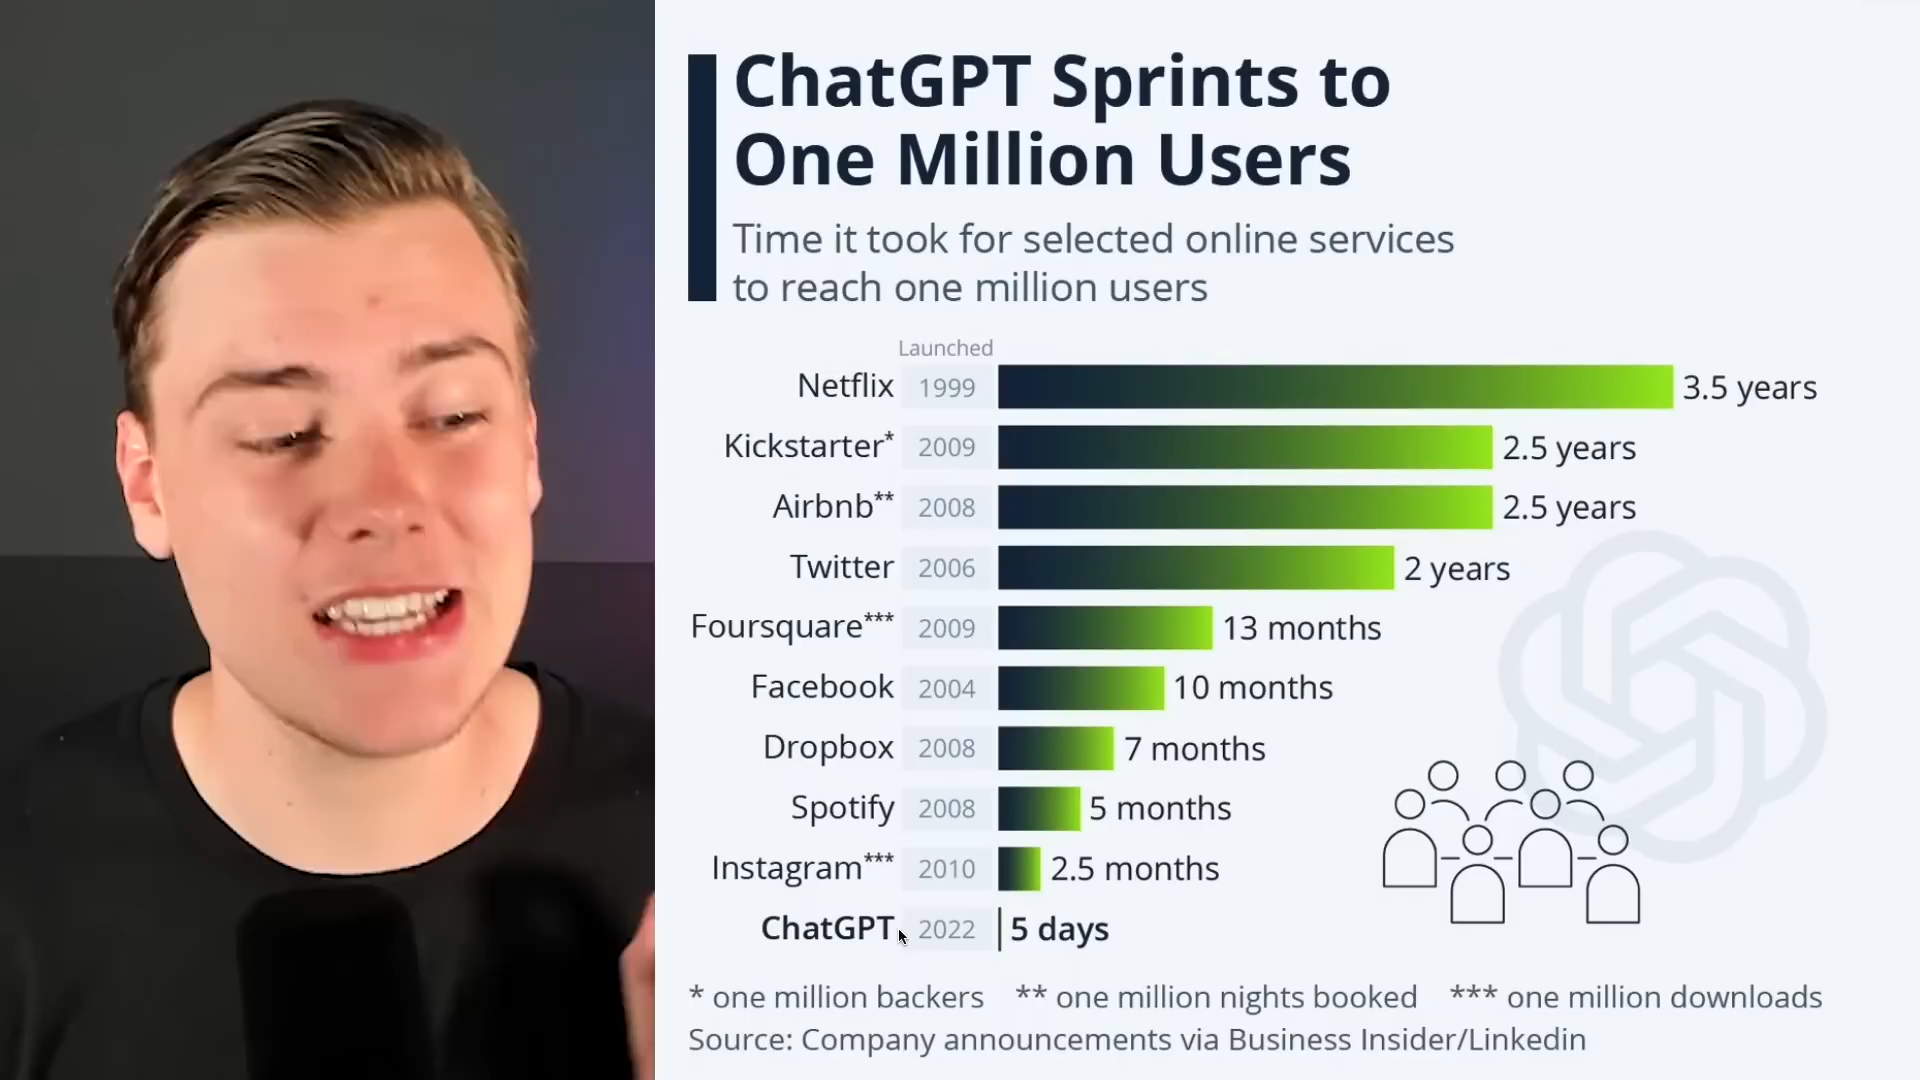 ChatGPT Sprints to
One Million Users
Time it took for selected online services
to reach one million users
Launched
Netflix 1999 3.5 years
Kickstarter* 2009 2.5 years
Airbnb** 2008 2.5 years
Twitter 2006 2 years
Foursquare*** 2009 13 months
Facebook 2004 10 months
Dropbox 2008 7 months
Spotify 2008 5 months
Instagram*** 2010 2.5 months
ChatGPT 2022 5 days
* one million backers ** one million nights booked *** one million downloads
Source: Company announcements via Business Insider/Linkedin